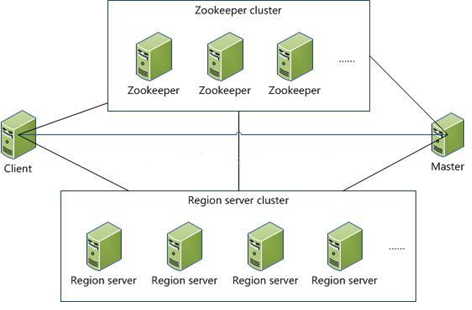 Zookeeper cluster
Zookeeper Zookeeper Zookeeper ......
Client
Master
Region server cluster
Region server Region server Region server Region server ......